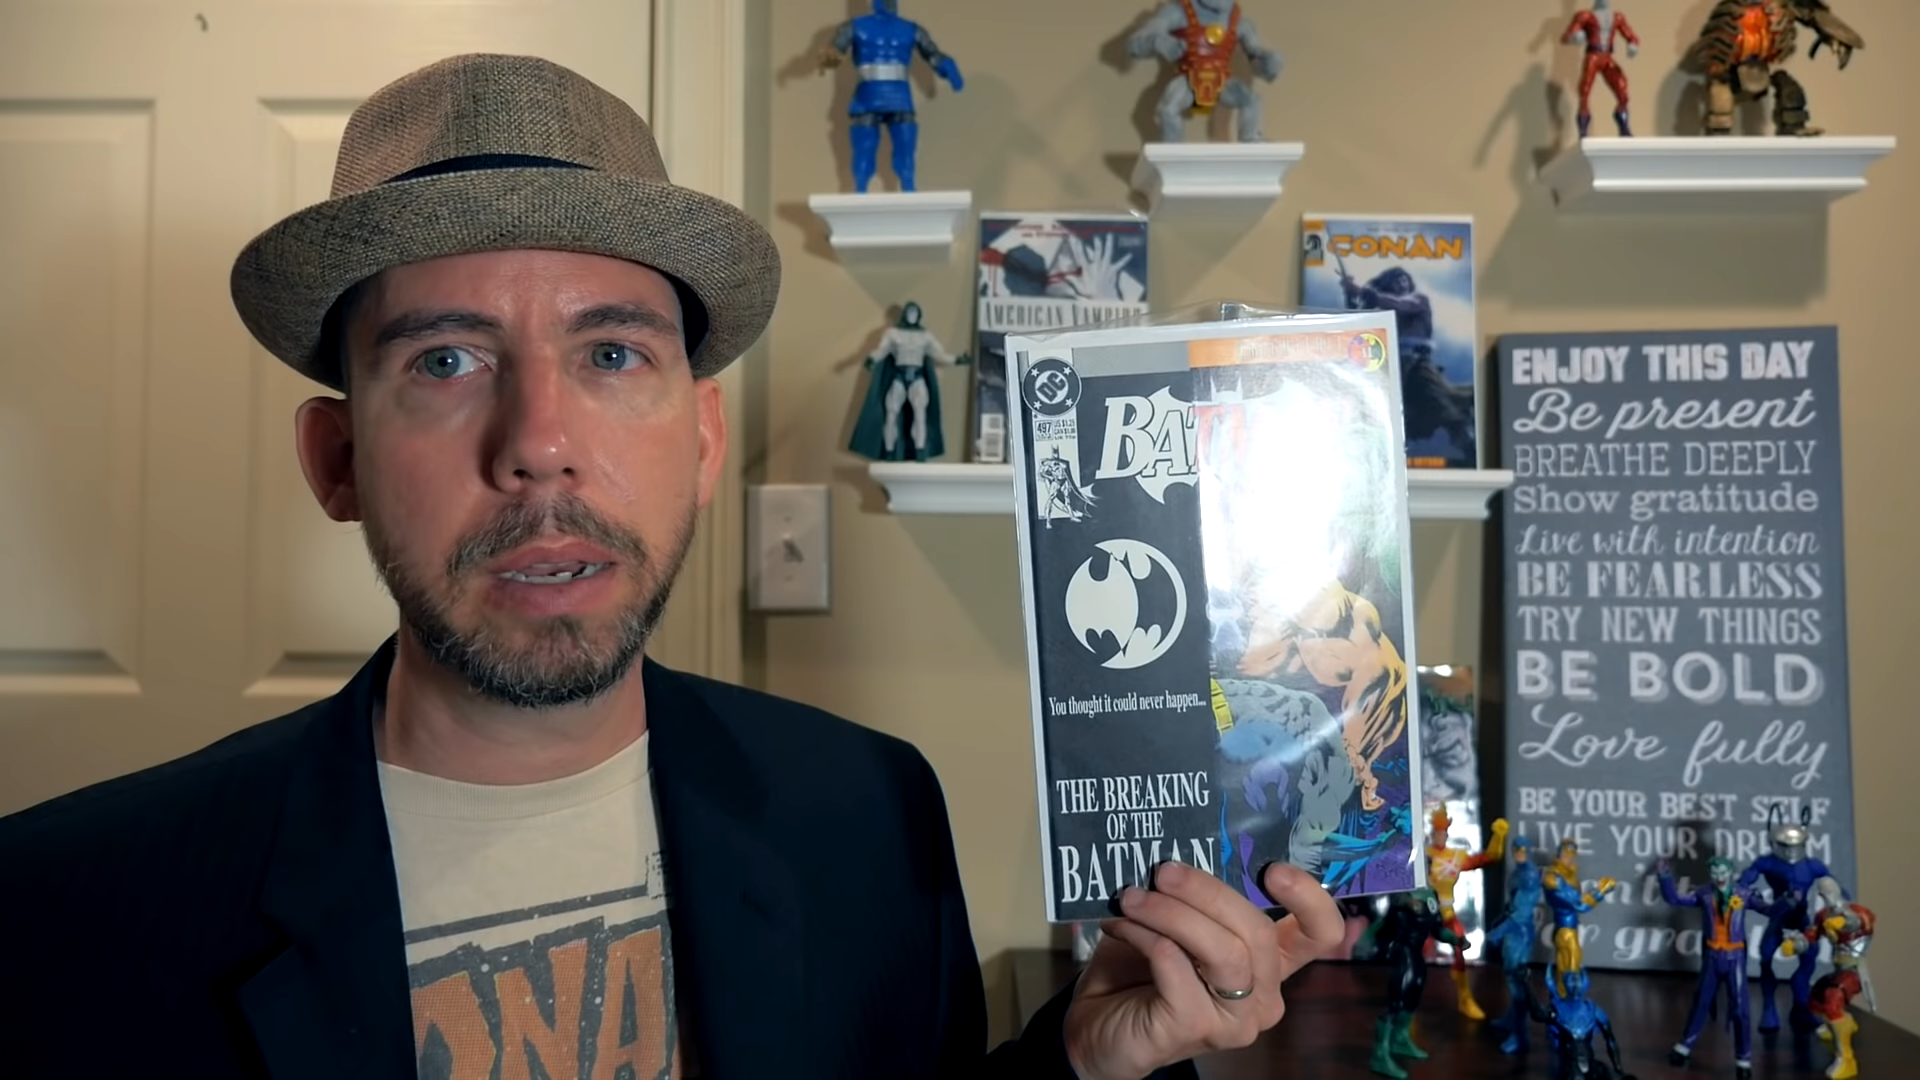 AMERICAN VAMPIRE
CONAN
DC
497
BAT
You thought it could never happen...
THE BREAKING
OF THE
BATMAN
ENJOY THIS DAY
Be present
BREATHE DEEPLY
Show gratitude
Live with intention
BE FEARLESS
TRY NEW THINGS
BE BOLD
Love fully
BE YOUR BEST SELF
LIVE YOUR DREAM
ONA